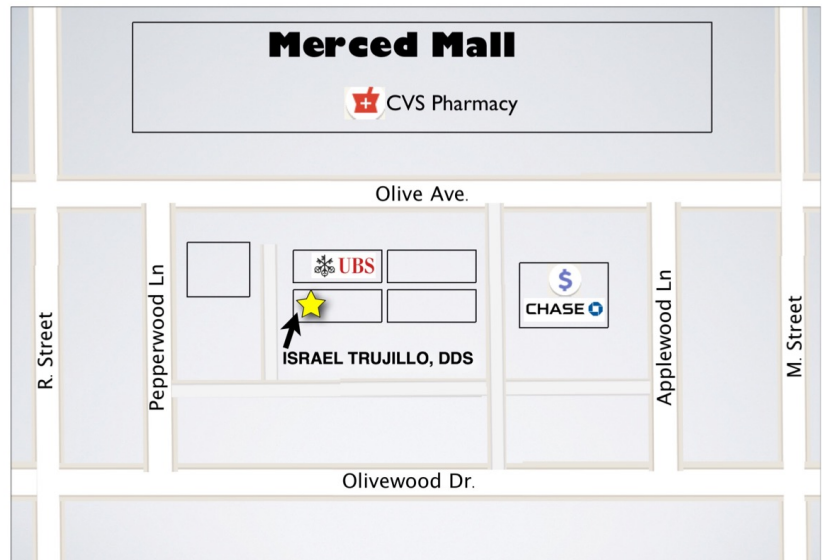 Merced Mall
CVS Pharmacy
Olive Ave.
UBS
$
CHASE
ISRAEL TRUJILLO, DDS
R. Street
Pepperwood Ln
Applewood Ln
M. Street
Olivewood Dr.